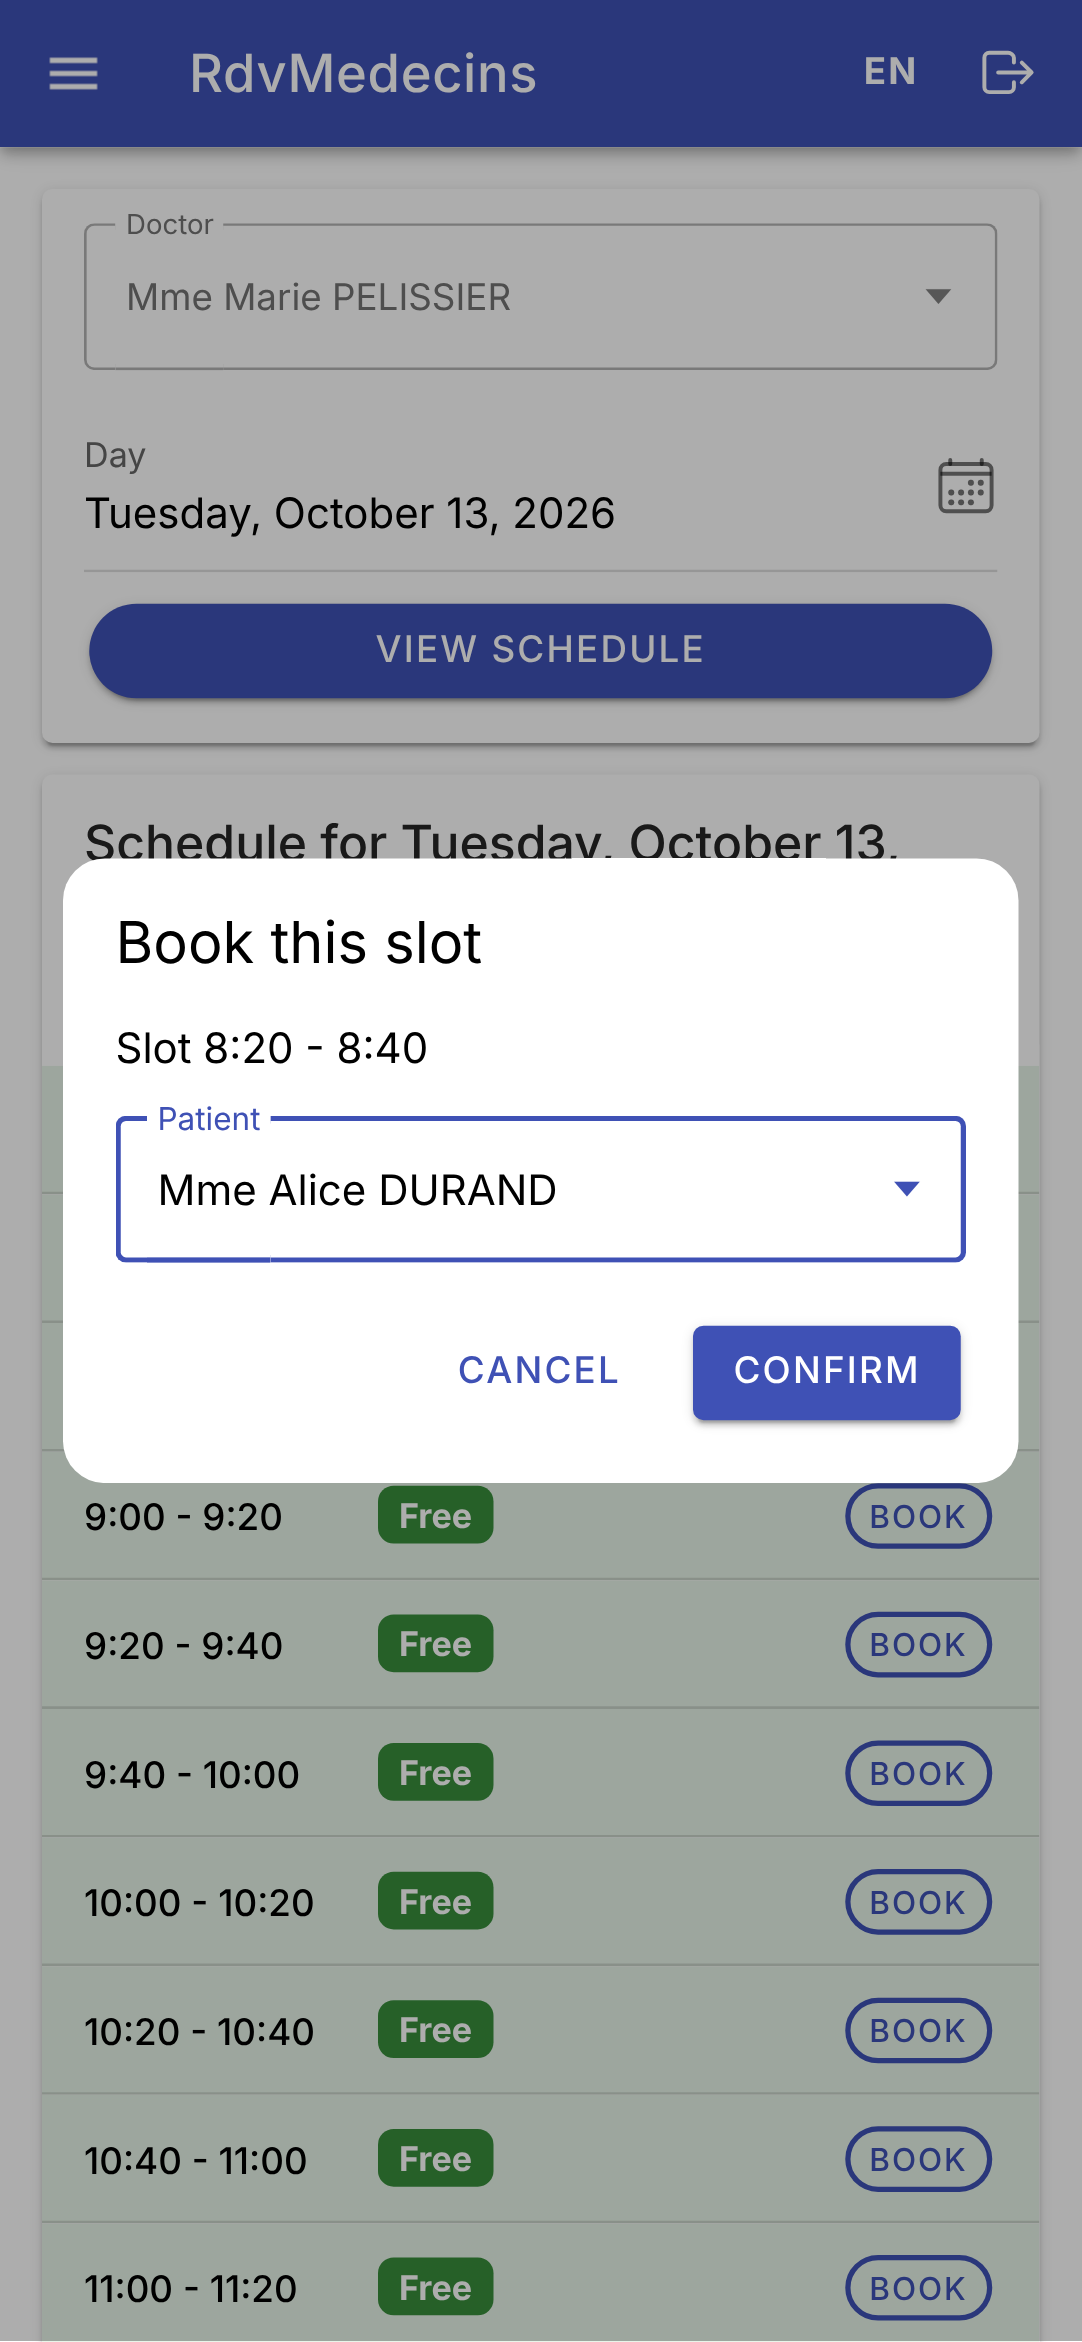 RdvMedecins
EN
Doctor
Mme Marie PELISSIER
Day
Tuesday, October 13, 2026
VIEW SCHEDULE
Schedule for Tuesday, October 13,
Book this slot
Slot 8:20 - 8:40
Patient
Mme Alice DURAND
CANCEL
CONFIRM
9:00 - 9:20 Free BOOK
9:20 - 9:40 Free BOOK
9:40 - 10:00 Free BOOK
10:00 - 10:20 Free BOOK
10:20 - 10:40 Free BOOK
10:40 - 11:00 Free BOOK
11:00 - 11:20 Free BOOK